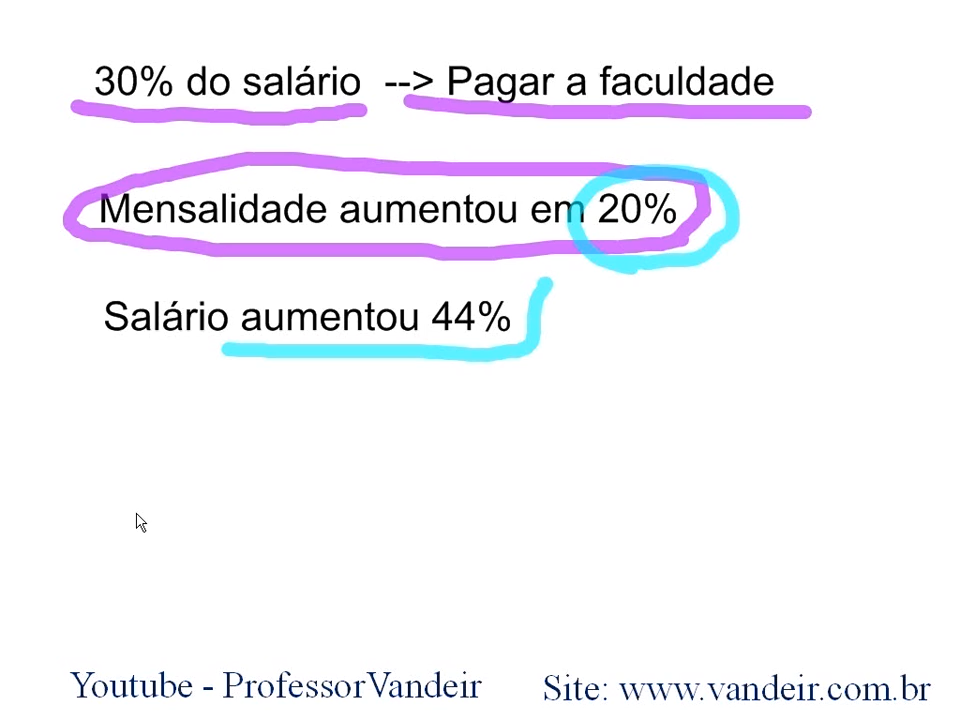 30% do salário --> Pagar a faculdade
Mensalidade aumentou em 20%
Salário aumentou 44%
Youtube - ProfessorVandeir
Site: www.vandeir.com.br